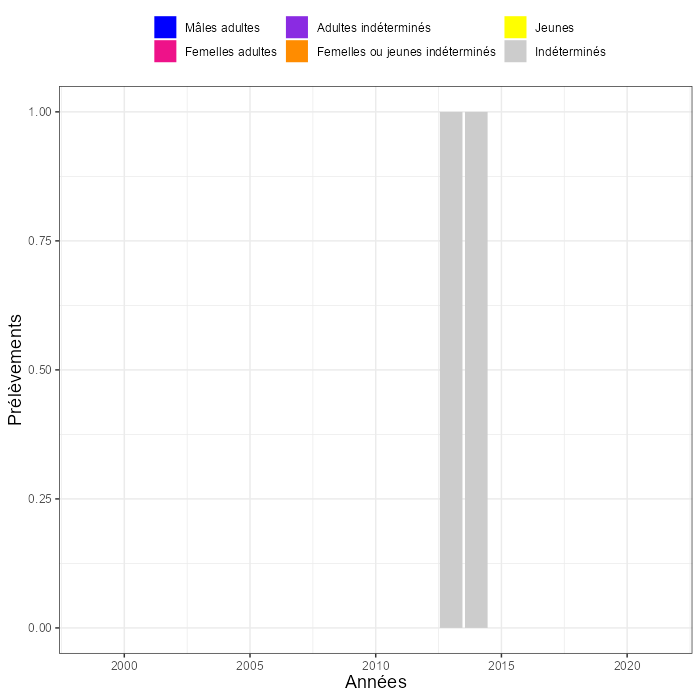 Mâles adultes
Adultes indéterminés
Jeunes
Femelles adultes
Femelles ou jeunes indéterminés
Indéterminés
1.00
0.75
0.50
0.25
0.00
Prélèvements
2000
2005
2010
2015
2020
Années